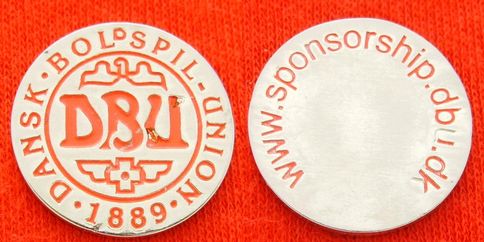 · DANSK · BOLDSPIL-UNION ·
DBU
· 1889 ·
www.sponsorship.dbu.dk